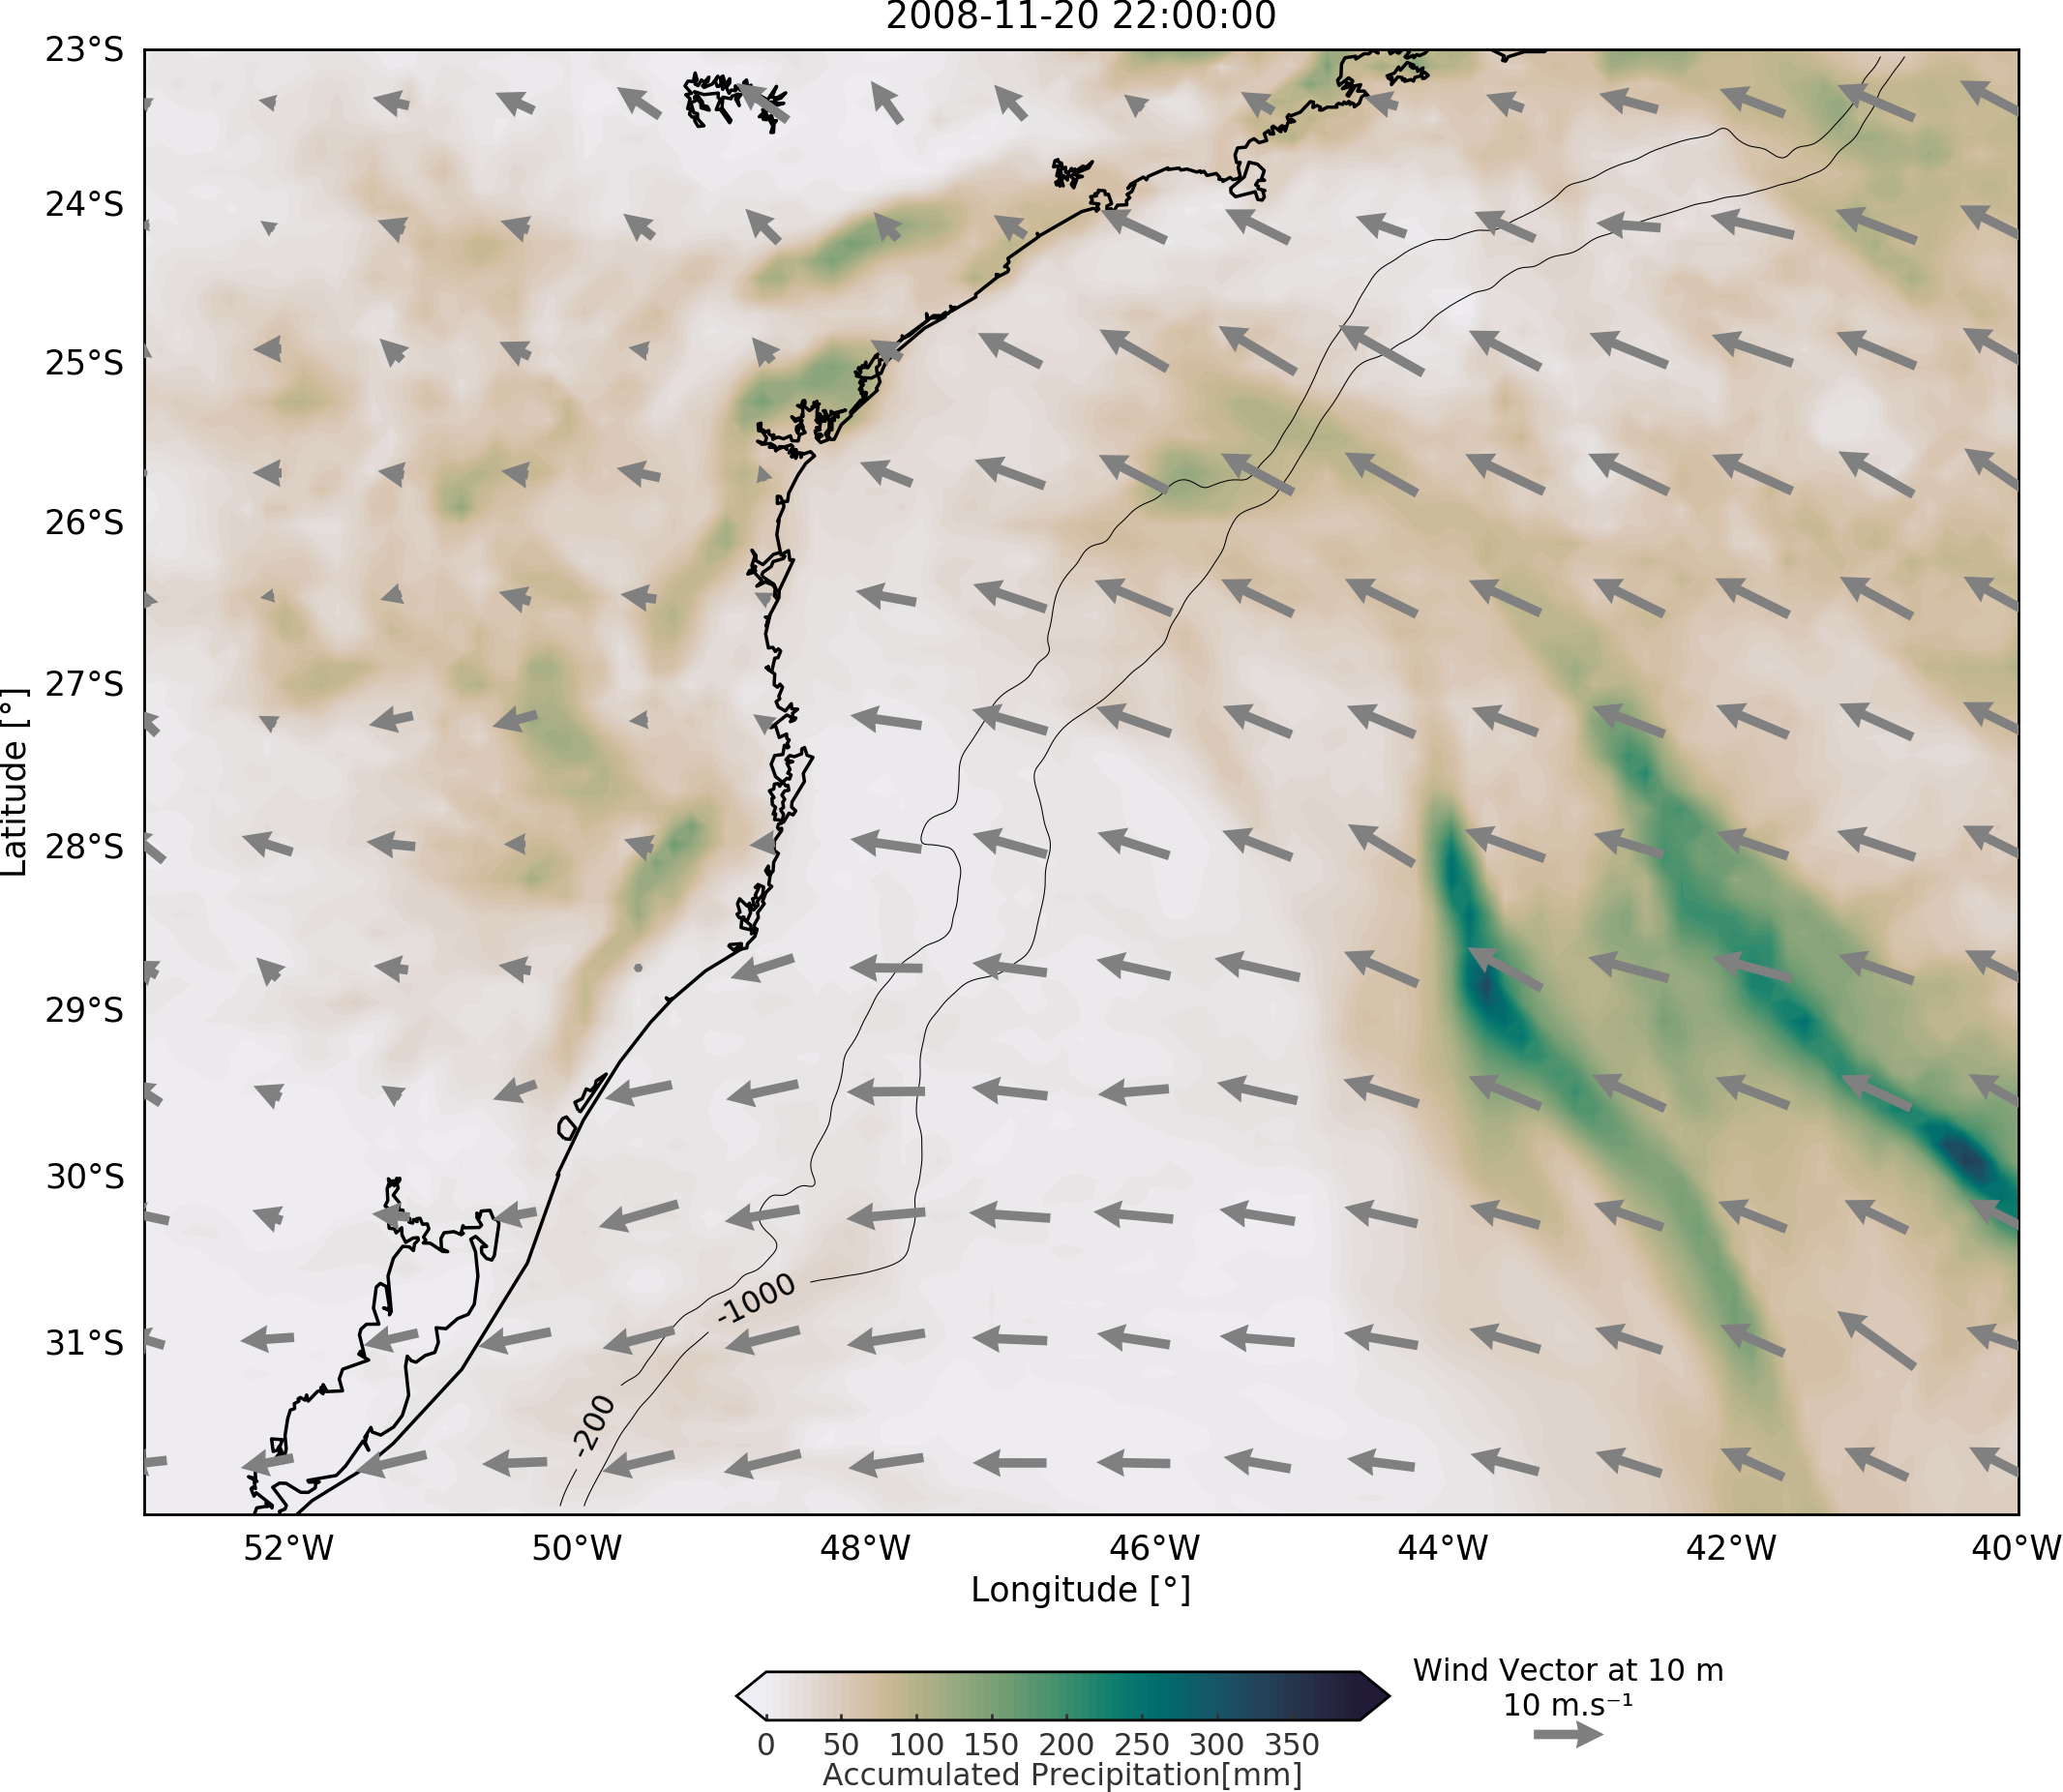 2008-11-20 22:00:00
23°S
24°S
25°S
26°S
27°S
28°S
29°S
30°S
31°S
Latitude [°]
-1000
-200
52°W
50°W
48°W
46°W
44°W
42°W
40°W
Longitude [°]
Wind Vector at 10 m
10 m.s⁻¹
0
50
100
150
200
250
300
350
Accumulated Precipitation[mm]